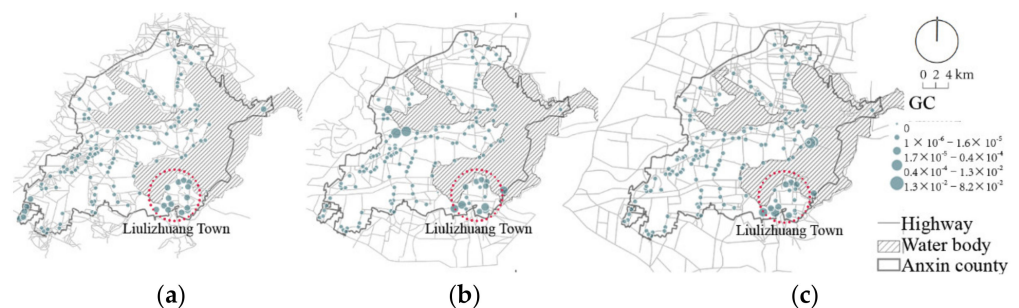 0 2 4 km
GC
0
1×10⁻⁶ – 1.6×10⁻⁵
1.7×10⁻⁵ – 0.4×10⁻⁴
0.4×10⁻⁴ – 1.3×10⁻²
1.3×10⁻² – 8.2×10⁻²
Liulizhuang Town
Liulizhuang Town
Liulizhuang Town
Highway
Water body
Anxin county
(a)
(b)
(c)